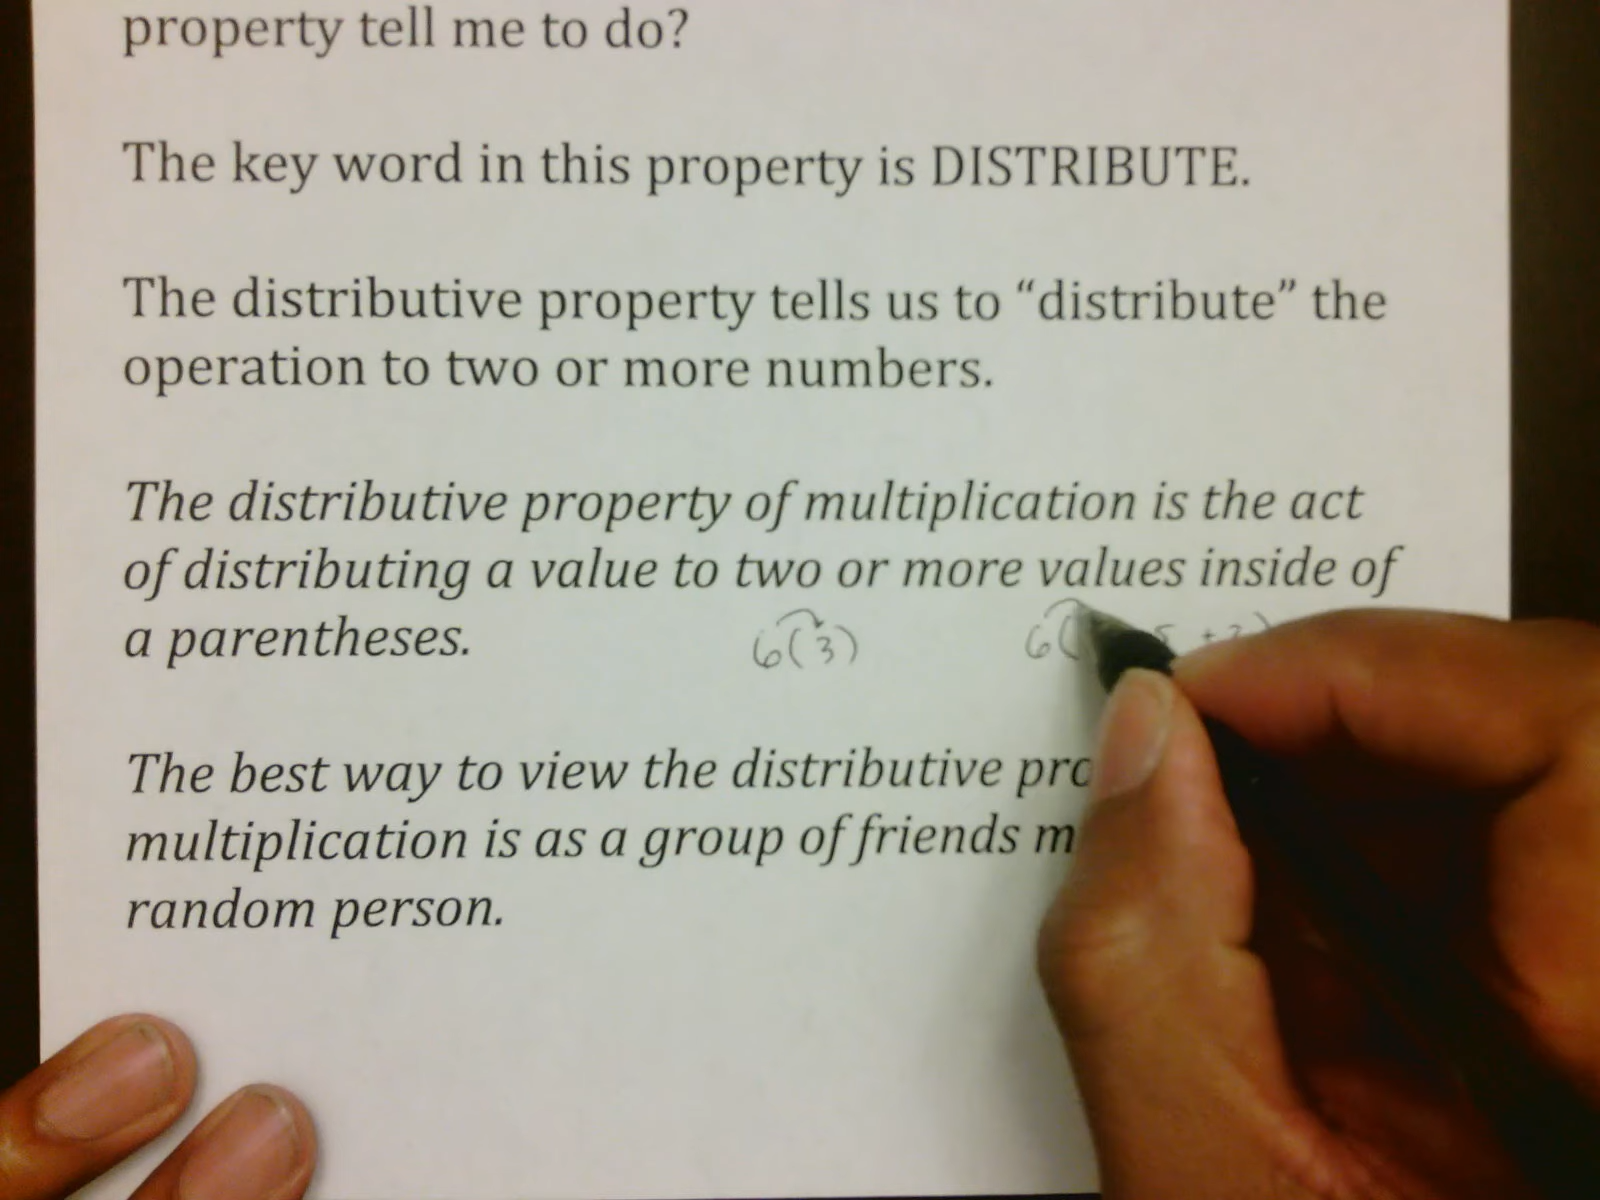 property tell me to do?
The key word in this property is DISTRIBUTE.
The distributive property tells us to “distribute” the
operation to two or more numbers.
The distributive property of multiplication is the act
of distributing a value to two or more values inside of
a parentheses. 6(3) 6(
The best way to view the distributive
multiplication is as a group of friends
random person.